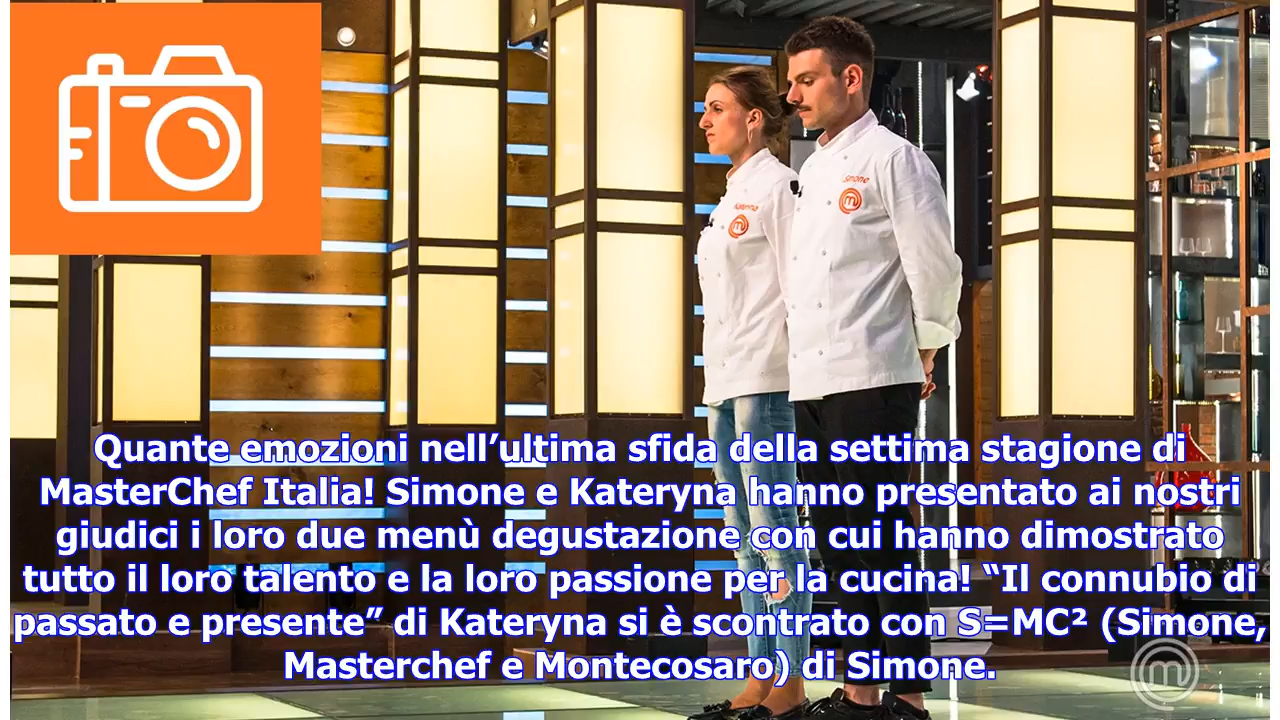 Kateryna
Simone
Quante emozioni nell’ultima sfida della settima stagione di
MasterChef Italia! Simone e Kateryna hanno presentato ai nostri
giudici i loro due menù degustazione con cui hanno dimostrato
tutto il loro talento e la loro passione per la cucina! “Il connubio di
passato e presente” di Kateryna si è scontrato con S=MC² (Simone,
Masterchef e Montecosaro) di Simone.